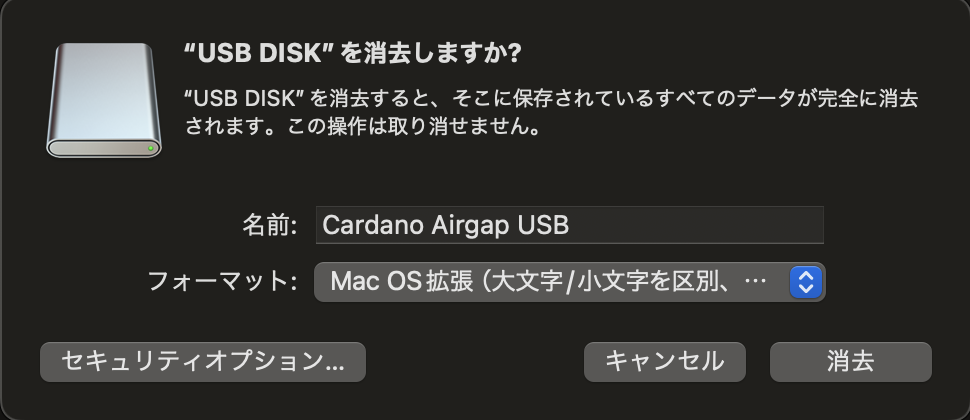 “USB DISK” を消去しますか?
“USB DISK” を消去すると、そこに保存されているすべてのデータが完全に消去
されます。この操作は取り消せません。
名前: Cardano Airgap USB
フォーマット: Mac OS拡張（大文字/小文字を区別、…
セキュリティオプション... キャンセル 消去